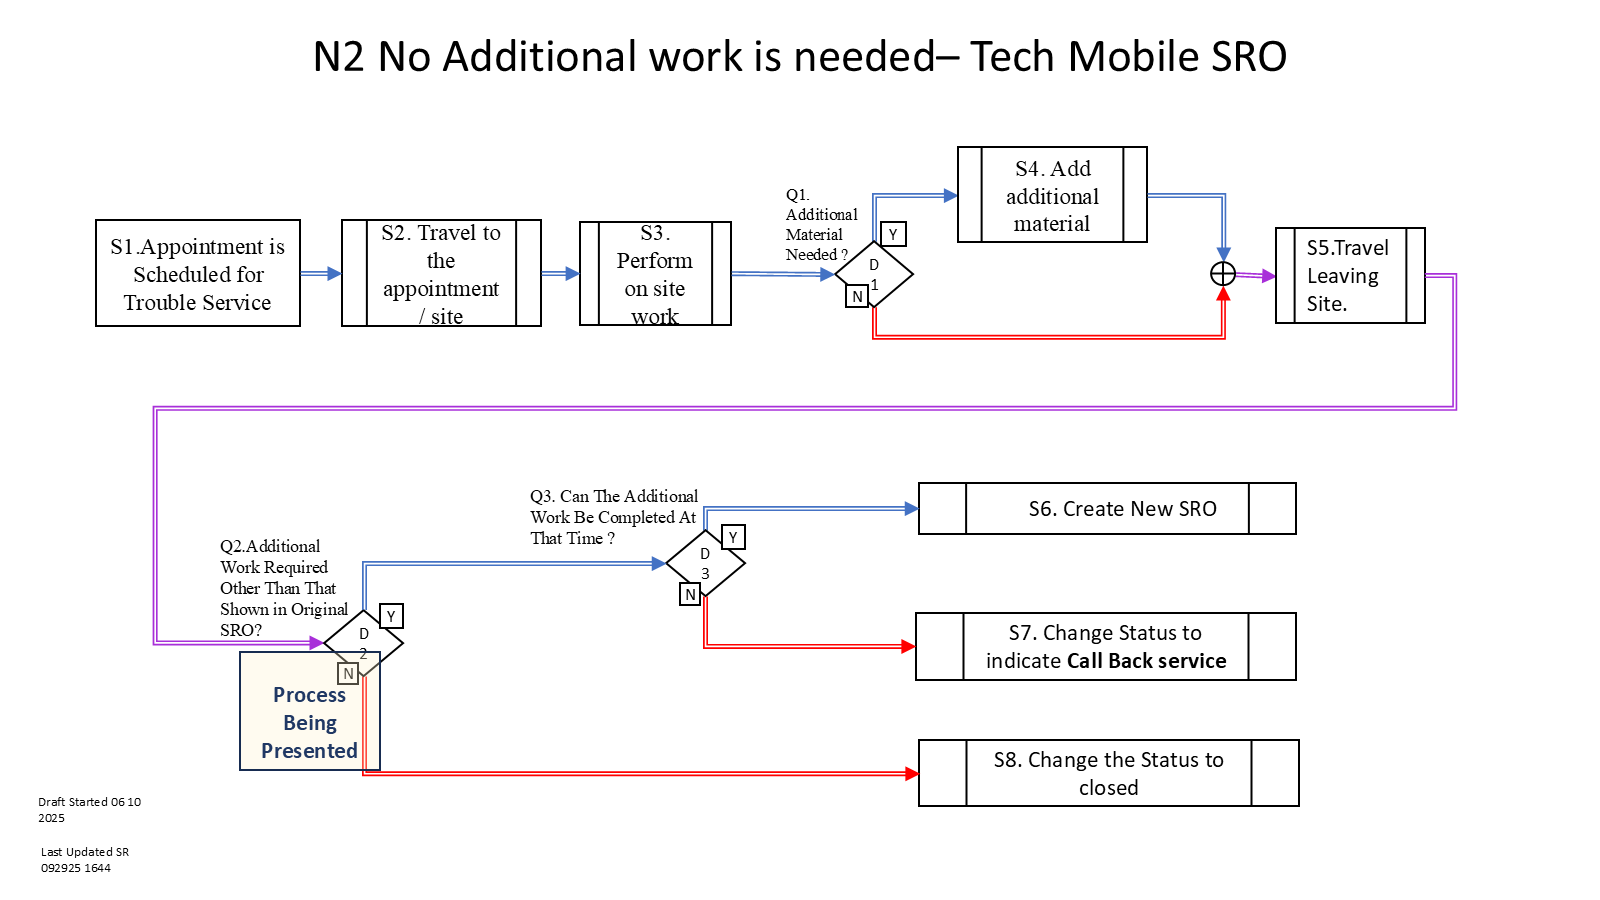 N2 No Additional work is needed– Tech Mobile SRO
S1.Appointment is
Scheduled for
Trouble Service
S2. Travel to
the
appointment
/ site
S3.
Perform
on site
work
Q1.
Additional
Material
Needed ?
Y
D
1
N
S4. Add
additional
material
S5.Travel
Leaving
Site.
Q2.Additional
Work Required
Other Than That
Shown in Original
SRO?
Y
D
2
N
Process
Being
Presented
Q3. Can The Additional
Work Be Completed At
That Time ?
Y
D
3
N
S6. Create New SRO
S7. Change Status to
indicate Call Back service
S8. Change the Status to
closed
Draft Started 06 10
2025
Last Updated SR
092925 1644